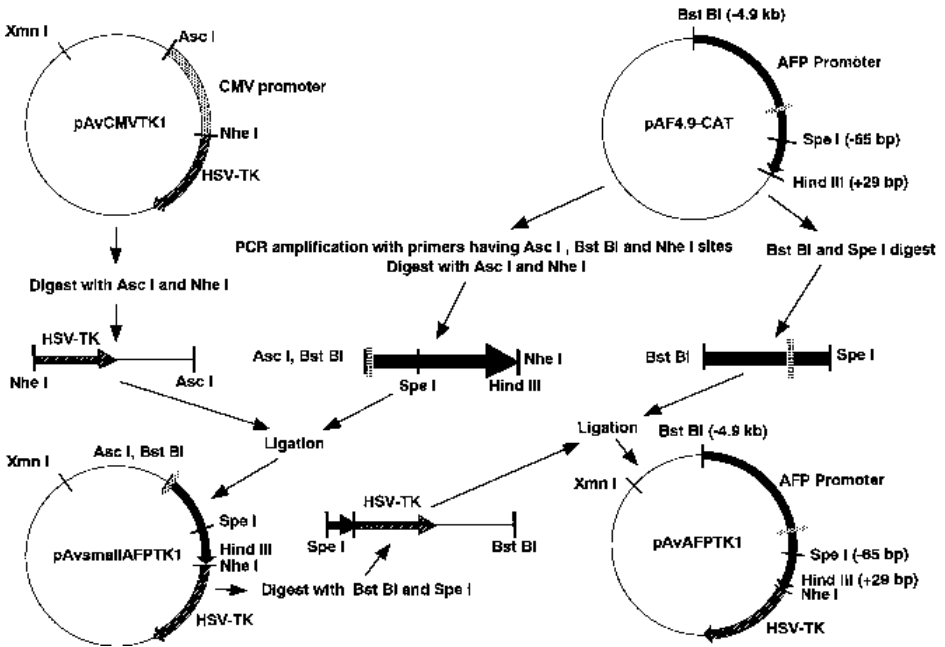 Bst BI (-4.9 kb)
Xmn I
Asc I
CMV promoter
pAvCMVTK1
Nhe I
HSV-TK
AFP Promoter
pAF4.9-CAT
Spe I (-65 bp)
Hind III (+29 bp)
PCR amplification with primers having Asc I , Bst BI and Nhe I sites
Digest with Asc I and Nhe I
Bst BI and Spe I digest
Digest with Asc I and Nhe I
HSV-TK
Nhe I
Asc I
Asc I, Bst BI
Nhe I
Spe I
Hind III
Bst BI
Spe I
Ligation
Ligation
Xmn I
Asc I, Bst BI
Spe I
pAvsmallAFPTK1
Hind III
Nhe I
HSV-TK
HSV-TK
Spe I
Bst BI
Digest with Bst BI and Spe I
Bst BI (-4.9 kb)
Xmn I
AFP Promoter
pAvAFPTK1
Spe I (-65 bp)
Hind III (+29 bp)
Nhe I
HSV-TK